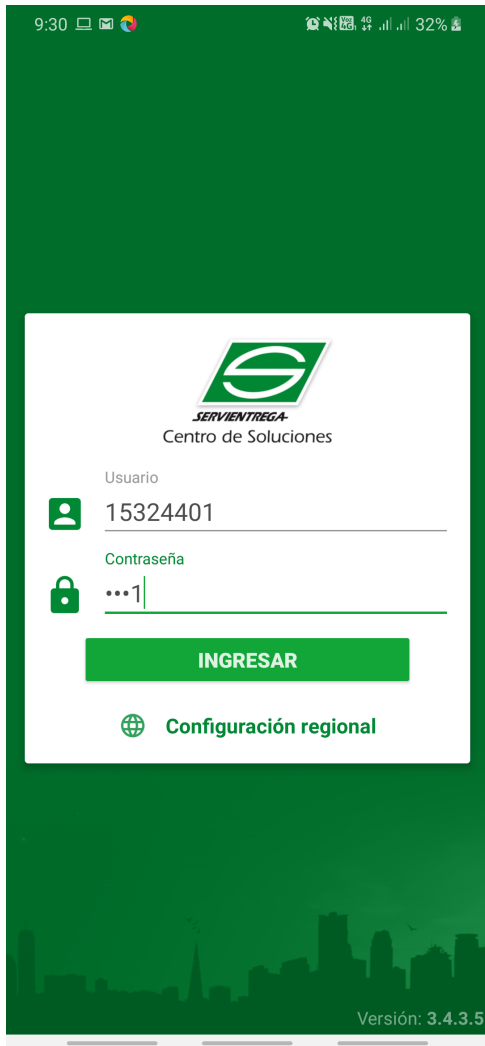 9:30 32%
SERVIENTREGA
Centro de Soluciones
Usuario
15324401
Contraseña
•••1
INGRESAR
Configuración regional
Versión: 3.4.3.5